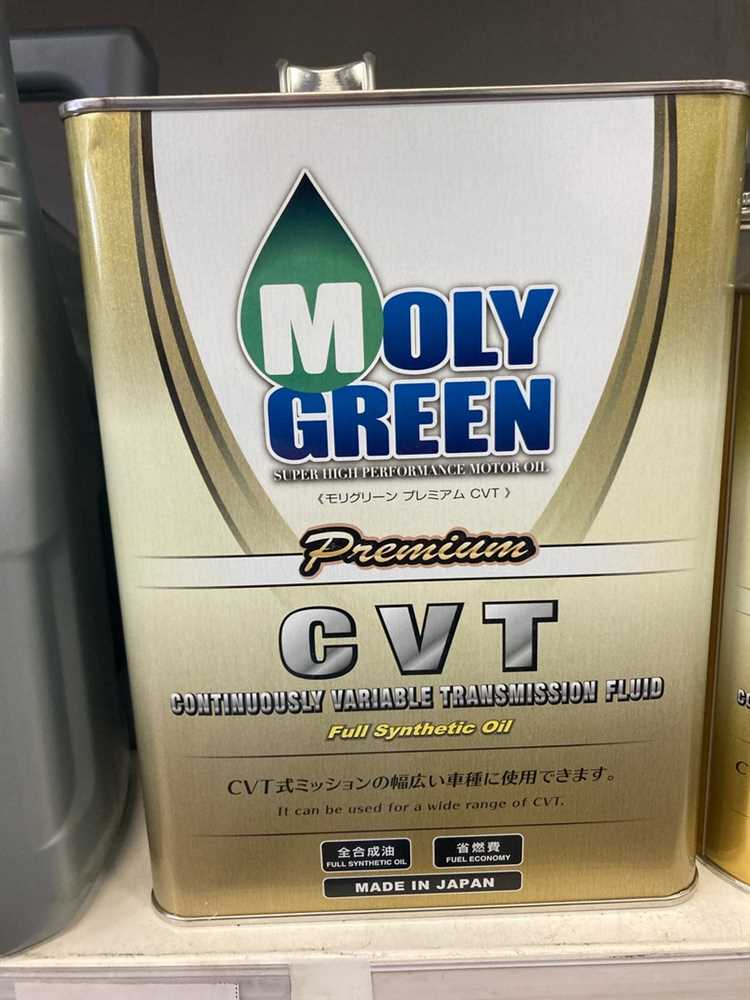 MOLY
GREEN
SUPER HIGH PERFORMANCE MOTOR OIL
《モリグリーン プレミアム CVT》
Premium
CVT
CONTINUOUSLY VARIABLE TRANSMISSION FLUID
Full Synthetic Oil
CVT式ミッションの幅広い車種に使用できます。
It can be used for a wide range of CVT.
全合成油
FULL SYNTHETIC OIL
省燃費
FUEL ECONOMY
MADE IN JAPAN